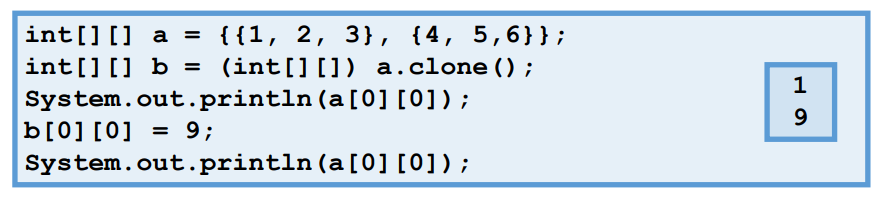 int[][] a = {{1, 2, 3}, {4, 5,6}};
int[][] b = (int[][]) a.clone();
System.out.println(a[0][0]);
b[0][0] = 9;
System.out.println(a[0][0]);
1
9